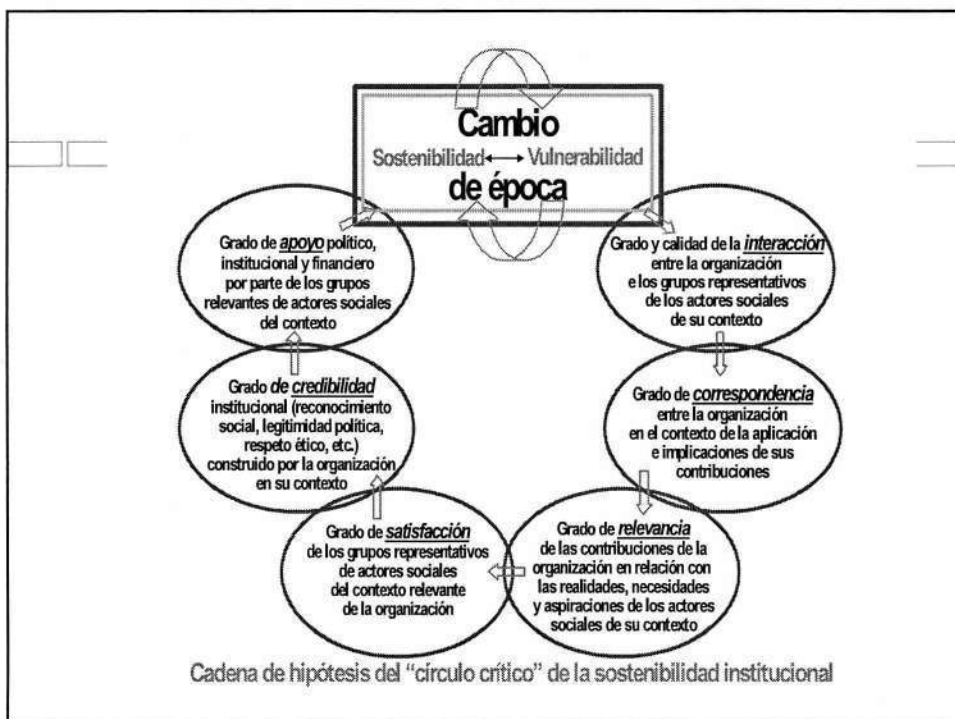 Cambio
Sostenibilidad ↔ Vulnerabilidad
de época
Grado y calidad de la interacción
entre la organización
e los grupos representativos
de los actores sociales
de su contexto
Grado de correspondencia
entre la organización
en el contexto de la aplicación
e implicaciones de sus
contribuciones
Grado de relevancia
de las contribuciones de la
organización en relación con
las realidades, necesidades
y aspiraciones de los actores
sociales de su contexto
Grado de satisfacción
de los grupos representativos
de actores sociales
del contexto relevante
de la organización
Grado de credibilidad
institucional (reconocimiento
social, legitimidad política,
respeto ético, etc.)
construido por la organización
en su contexto
Grado de apoyo político,
institucional y financiero
por parte de los grupos
relevantes de actores sociales
del contexto
Cadena de hipótesis del "círculo crítico" de la sostenibilidad institucional